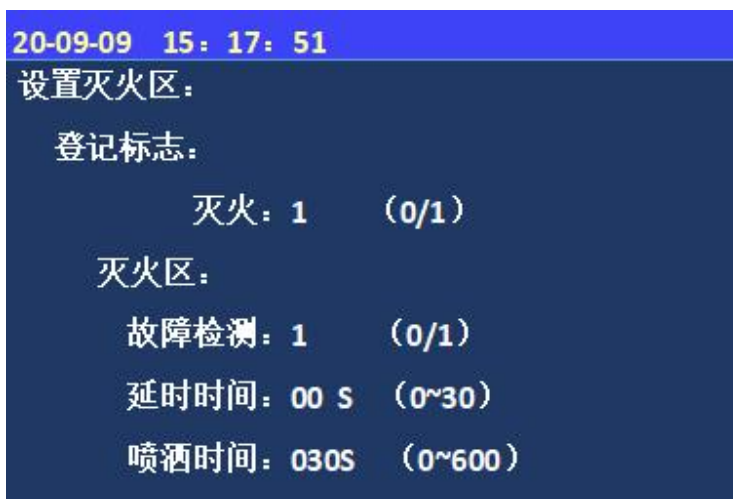 20-09-09 15：17：51
设置灭火区：
登记标志：
灭火：1 （0/1）
灭火区：
故障检测：1 （0/1）
延时时间：00 S （0~30）
喷洒时间：030S （0~600）